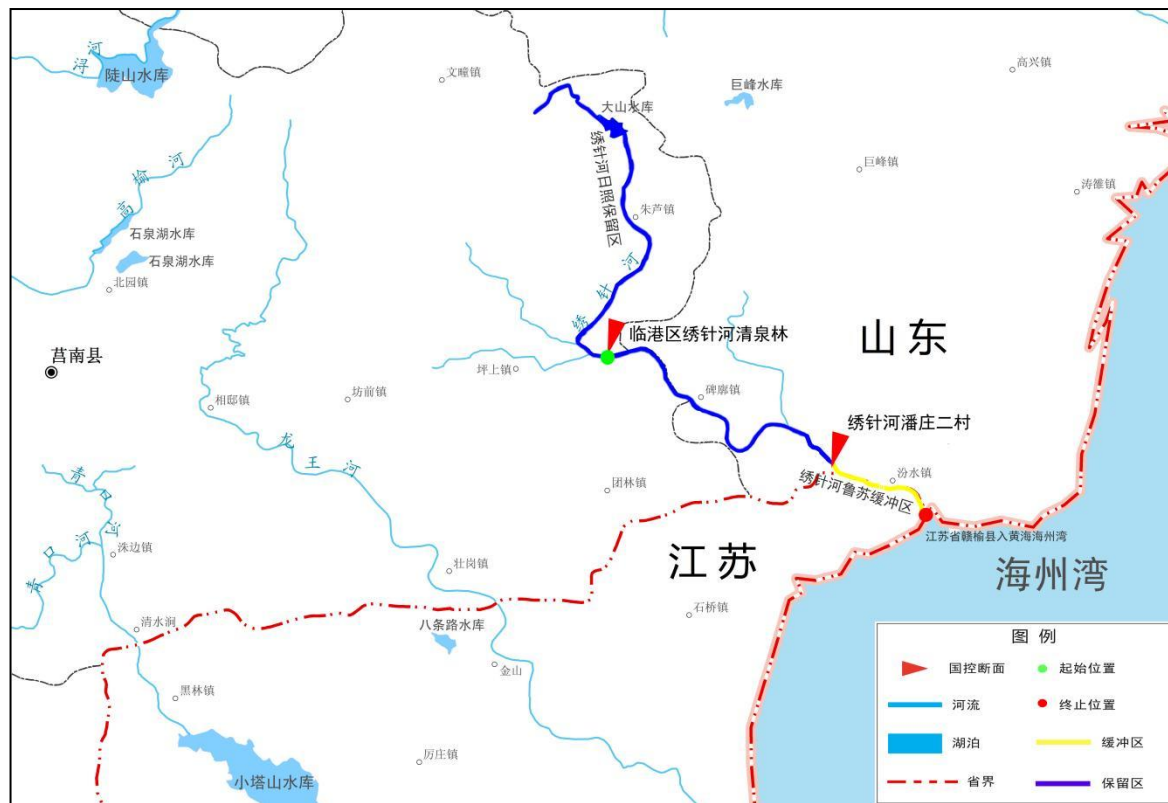 浔河
陡山水库
文疃镇
高兴镇
巨峰水库
大山水库
绣针河日照保留区
巨峰镇
涛雒镇
高榆河
朱芦镇
石泉湖水库
石泉湖水库
北园镇
绣针河
临港区绣针河清泉林
山东
莒南县
坪上镇
坊前镇
相邸镇
碑廓镇
绣针河潘庄二村
龙王河
青口河
团林镇
汾水镇
绣针河鲁苏缓冲区
江苏省赣榆县入黄海海州湾
青口河
洙边镇
江苏
海州湾
壮岗镇
石桥镇
清水涧
八条路水库
金山
黑林镇
厉庄镇
小塔山水库
图例
国控断面
起始位置
河流
终止位置
湖泊
缓冲区
省界
保留区